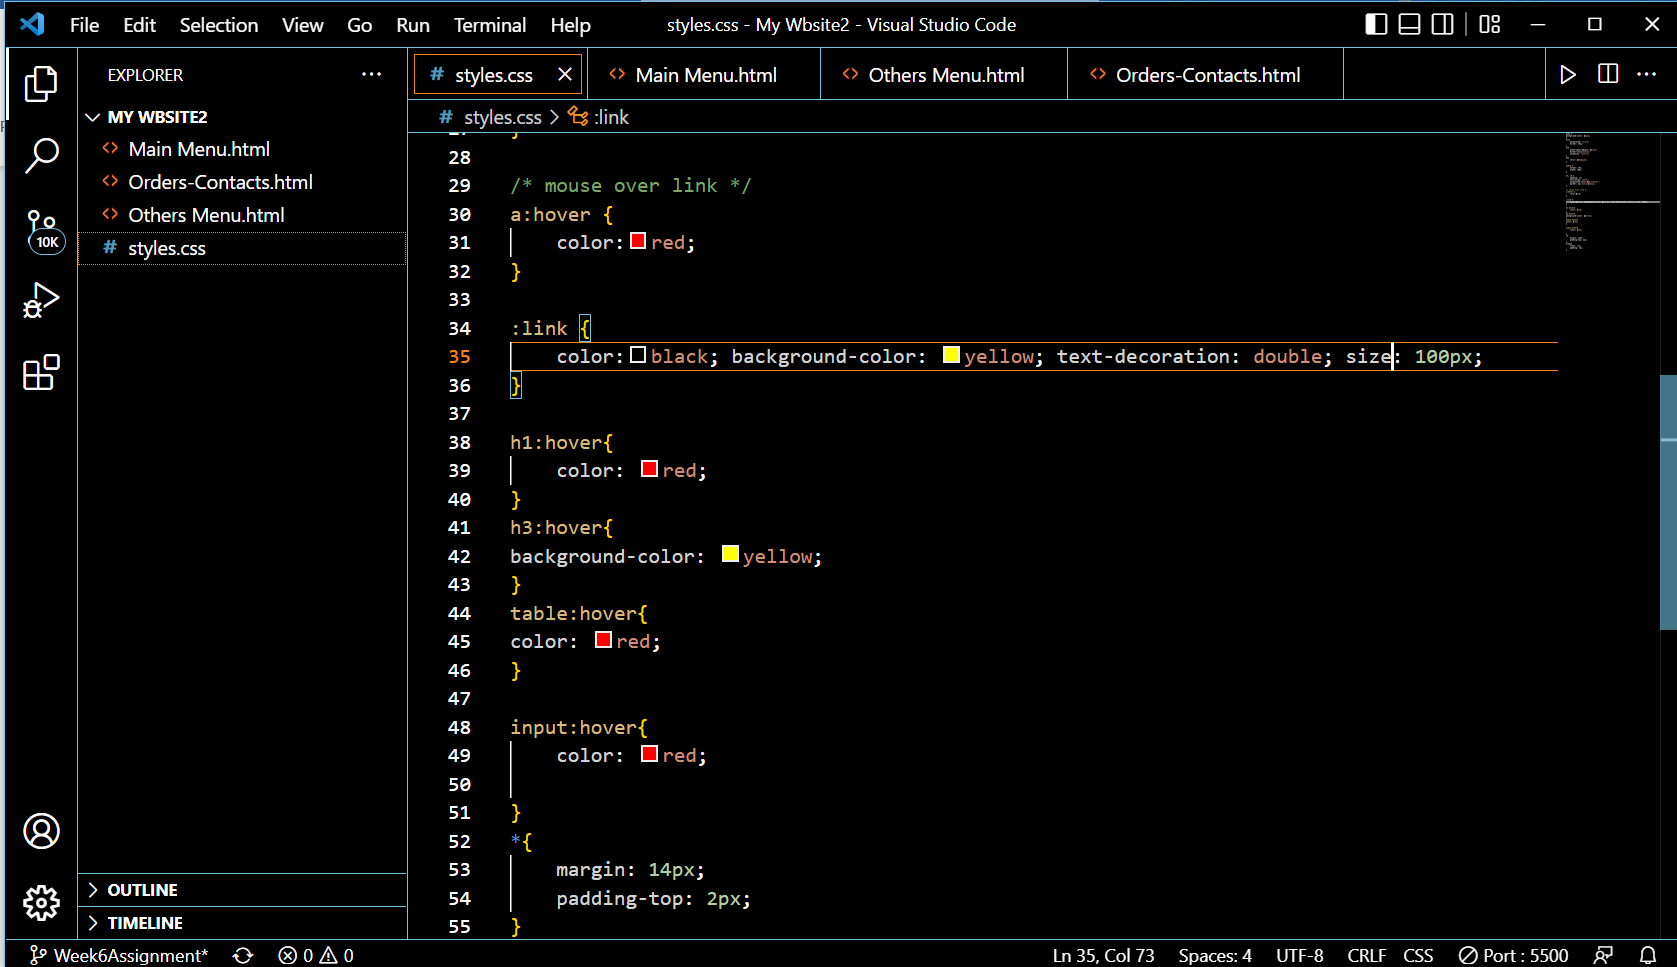 File Edit Selection View Go Run Terminal Help styles.css - My Wbsite2 - Visual Studio Code
EXPLORER
MY WBSITE2
Main Menu.html
Orders-Contacts.html
Others Menu.html
styles.css
10K
OUTLINE
TIMELINE
# styles.css Main Menu.html Others Menu.html Orders-Contacts.html
# styles.css > :link
28
29 /* mouse over link */
30 a:hover {
31 color: red;
32 }
33
34 :link {
35 color: black; background-color: yellow; text-decoration: double; size: 100px;
36 }
37
38 h1:hover{
39 color: red;
40 }
41 h3:hover{
42 background-color: yellow;
43 }
44 table:hover{
45 color: red;
46 }
47
48 input:hover{
49 color: red;
50
51 }
52 *{
53 margin: 14px;
54 padding-top: 2px;
55 }
Week6Assignment* 0 0 Ln 35, Col 73 Spaces: 4 UTF-8 CRLF CSS Port : 5500